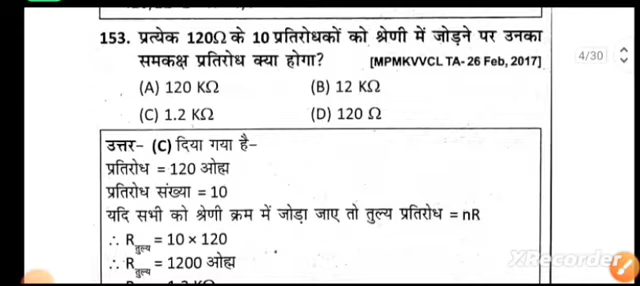 153. प्रत्येक 120Ω के 10 प्रतिरोधकों को श्रेणी में जोड़ने पर उनका
समकक्ष प्रतिरोध क्या होगा? [MPMKVVCL TA- 26 Feb, 2017]
4/30
(A) 120 KΩ (B) 12 KΩ
(C) 1.2 KΩ (D) 120 Ω
उत्तर- (C) दिया गया है-
प्रतिरोध = 120 ओह्म
प्रतिरोध संख्या = 10
यदि सभी को श्रेणी क्रम में जोड़ा जाए तो तुल्य प्रतिरोध = nR
∴ Rतुल्य = 10 × 120
∴ Rतुल्य = 1200 ओह्म
XRecorder